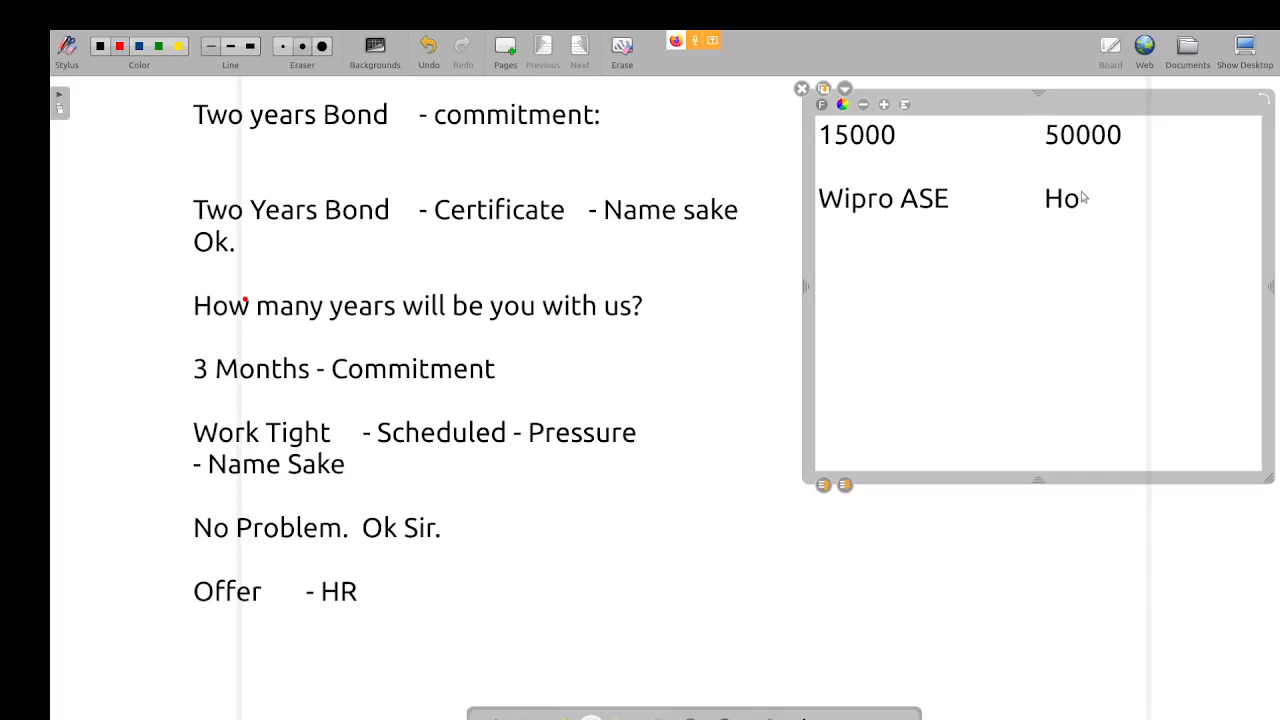 Stylus
Color
Line
Eraser
Backgrounds
Undo
Redo
Pages
Previous
Next
Erase
Board
Web
Documents
Show Desktop
Two years Bond - commitment:
Two Years Bond - Certificate - Name sake
Ok.
How many years will be you with us?
3 Months - Commitment
Work Tight - Scheduled - Pressure
- Name Sake
No Problem. Ok Sir.
Offer - HR
F
15000 50000
Wipro ASE Ho